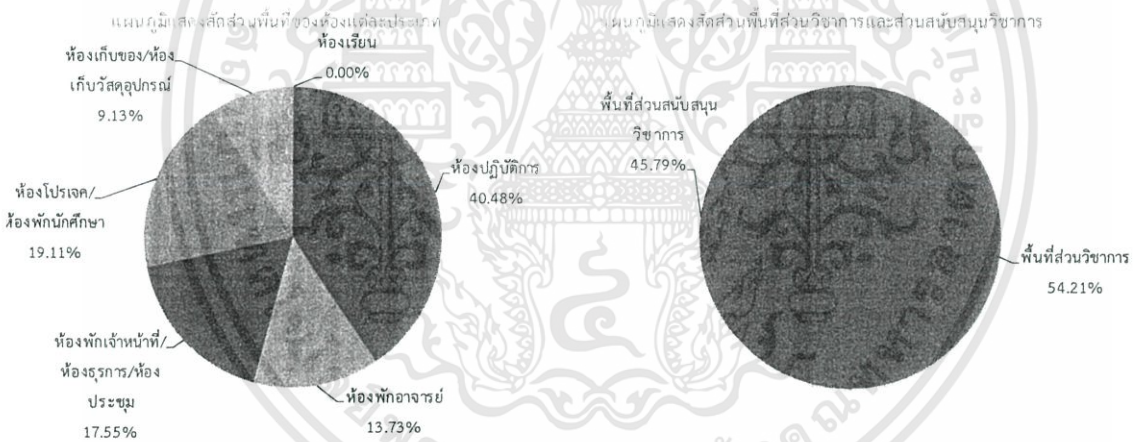 แผนภูมิแสดงสัดส่วนพื้นที่ของห้องแต่ละประเภท
ห้องเรียน
0.00%
ห้องเก็บของ/ห้อง
เก็บวัสดุอุปกรณ์
9.13%
ห้องปฏิบัติการ
40.48%
ห้องโปรเจค/
ห้องพักนักศึกษา
19.11%
ห้องพักเจ้าหน้าที่/
ห้องธุรการ/ห้อง
ประชุม
17.55%
ห้องพักอาจารย์
13.73%
แผนภูมิแสดงสัดส่วนพื้นที่ส่วนวิชาการและส่วนสนับสนุนวิชาการ
พื้นที่ส่วนสนับสนุน
วิชาการ
45.79%
พื้นที่ส่วนวิชาการ
54.21%